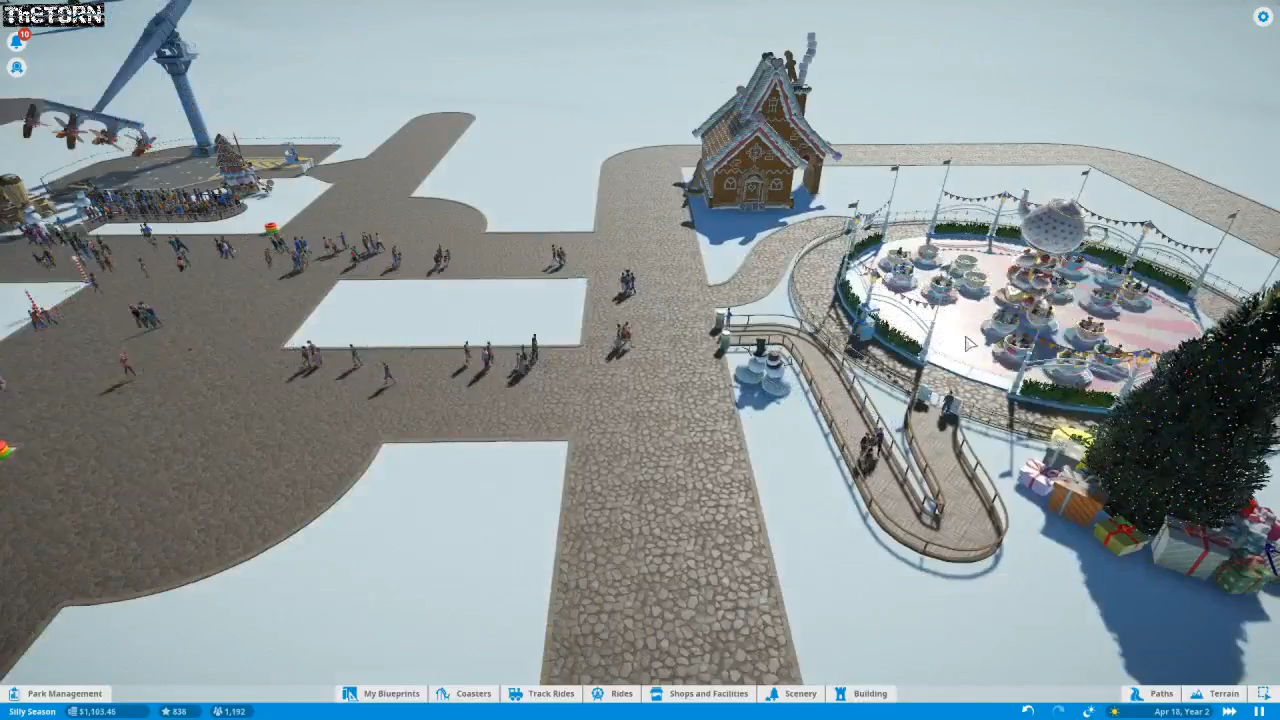 THETORN
10
Park Management
My Blueprints
Coasters
Track Rides
Rides
Shops and Facilities
Scenery
Building
Paths
Terrain
Silly Season
$1,103.46
838
1,192
Apr 18, Year 2